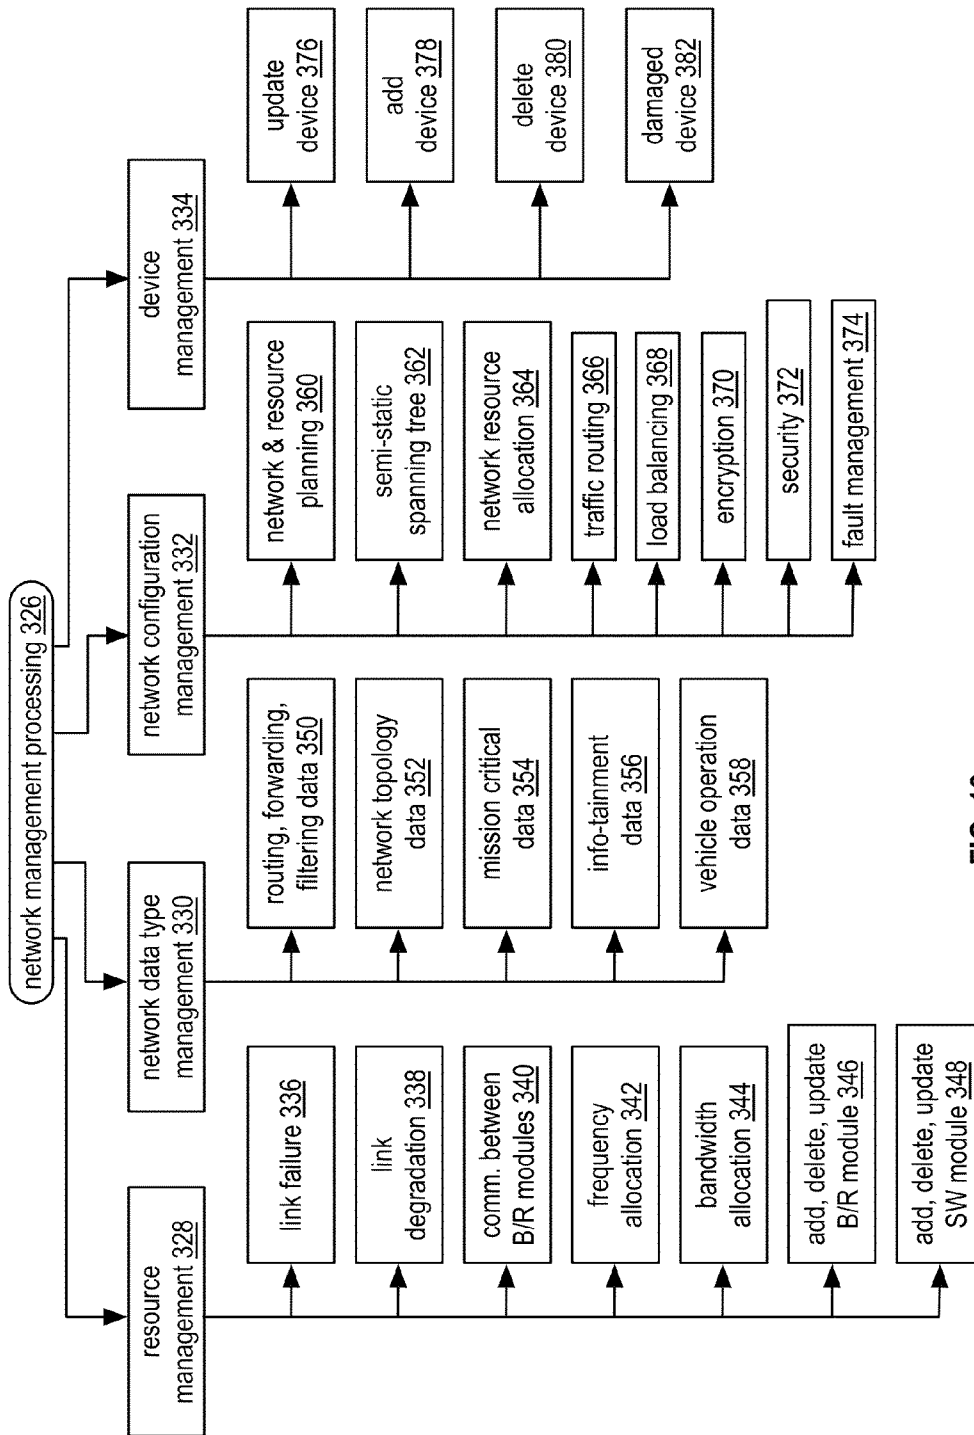 network management processing 326
resource
management 328
link failure 336
link
degradation 338
comm. between
B/R modules 340
frequency
allocation 342
bandwidth
allocation 344
add, delete, update
B/R module 346
add, delete, update
SW module 348
network data type
management 330
routing, forwarding,
filtering data 350
network topology
data 352
mission critical
data 354
info-tainment
data 356
vehicle operation
data 358
network configuration
management 332
network & resource
planning 360
semi-static
spanning tree 362
network resource
allocation 364
traffic routing 366
load balancing 368
encryption 370
security 372
fault management 374
device
management 334
update
device 376
add
device 378
delete
device 380
damaged
device 382